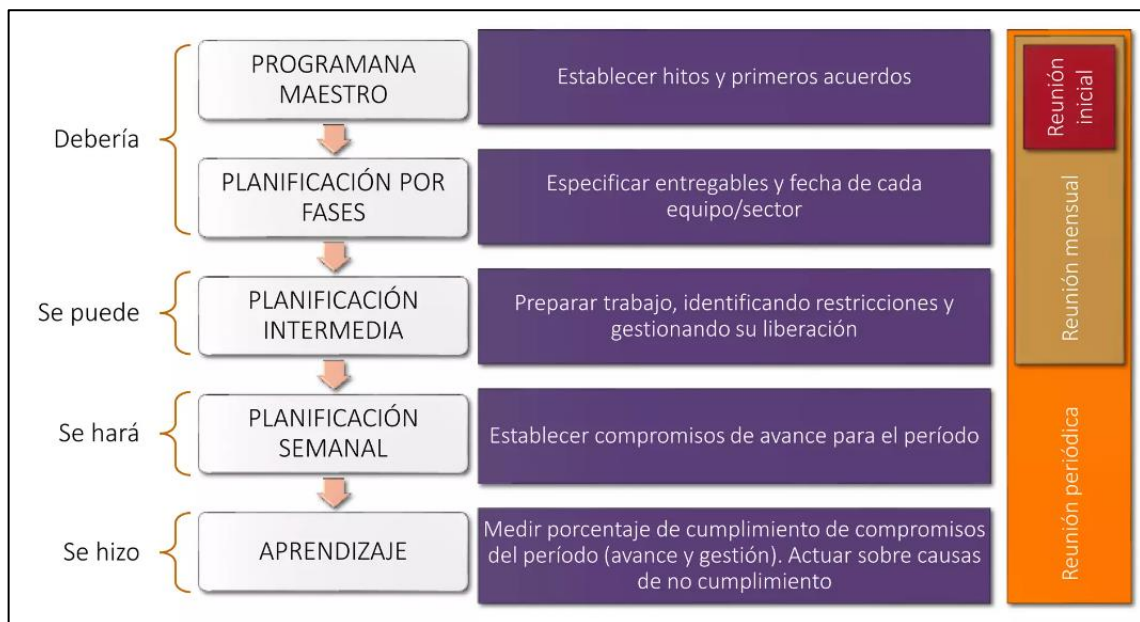 Debería
PROGRAMANA
MAESTRO
Establecer hitos y primeros acuerdos
PLANIFICACIÓN POR
FASES
Especificar entregables y fecha de cada
equipo/sector
Se puede
PLANIFICACIÓN
INTERMEDIA
Preparar trabajo, identificando restricciones y
gestionando su liberación
Se hará
PLANIFICACIÓN
SEMANAL
Establecer compromisos de avance para el período
Se hizo
APRENDIZAJE
Medir porcentaje de cumplimiento de compromisos
del período (avance y gestión). Actuar sobre causas
de no cumplimiento
Reunión
inicial
Reunión mensual
Reunión periódica